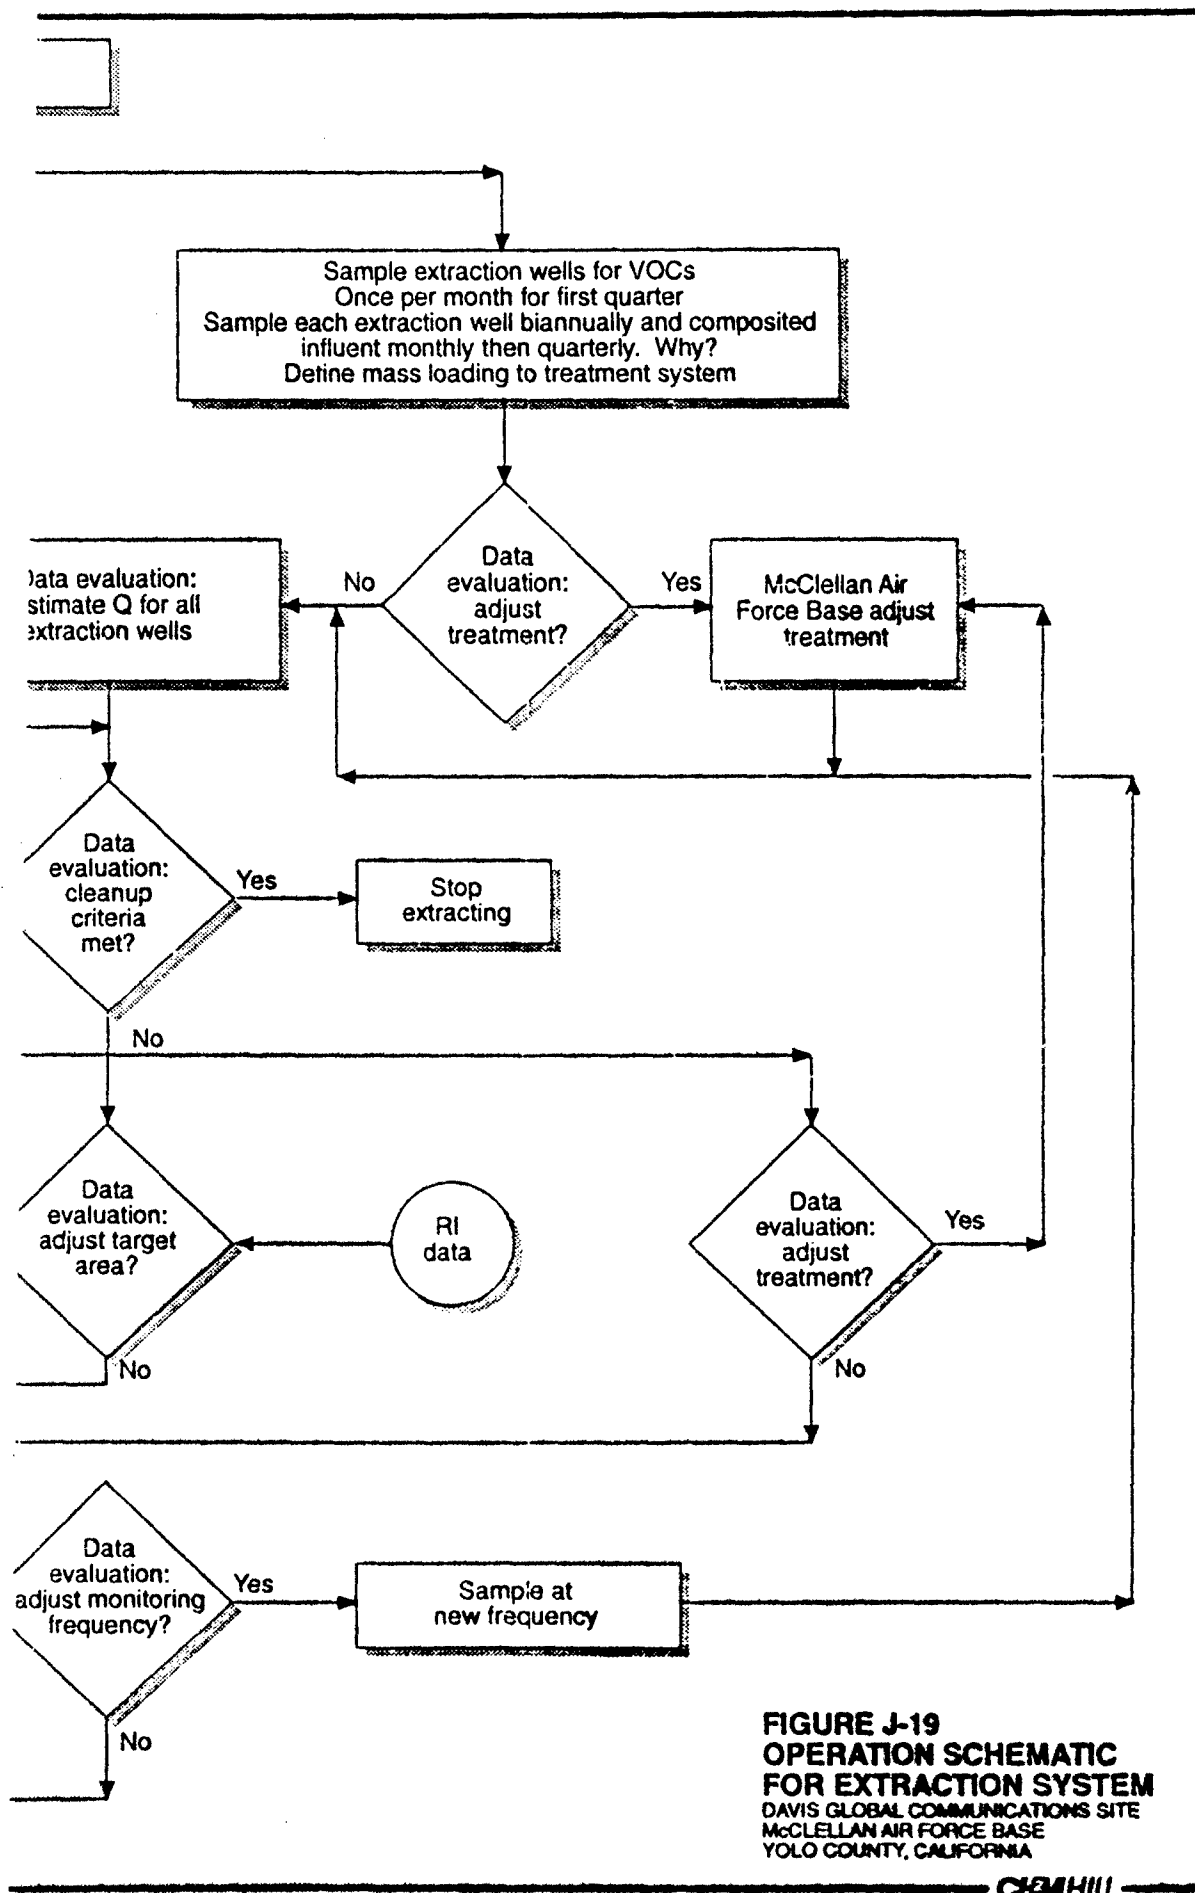 Sample extraction wells for VOCs
Once per month for first quarter
Sample each extraction well biannually and composited
influent monthly then quarterly. Why?
Define mass loading to treatment system
Data
evaluation:
adjust
treatment?
No
Yes
McClellan Air
Force Base adjust
treatment
Data evaluation:
stimate Q for all
extraction wells
Data
evaluation:
cleanup
criteria
met?
Yes
Stop
extracting
No
Data
evaluation:
adjust target
area?
RI
data
Data
evaluation:
adjust
treatment?
Yes
No
No
Data
evaluation:
adjust monitoring
frequency?
Yes
Sample at
new frequency
No
FIGURE J-19
OPERATION SCHEMATIC
FOR EXTRACTION SYSTEM
DAVIS GLOBAL COMMUNICATIONS SITE
McCLELLAN AIR FORCE BASE
YOLO COUNTY, CALIFORNIA
CH2M HILL